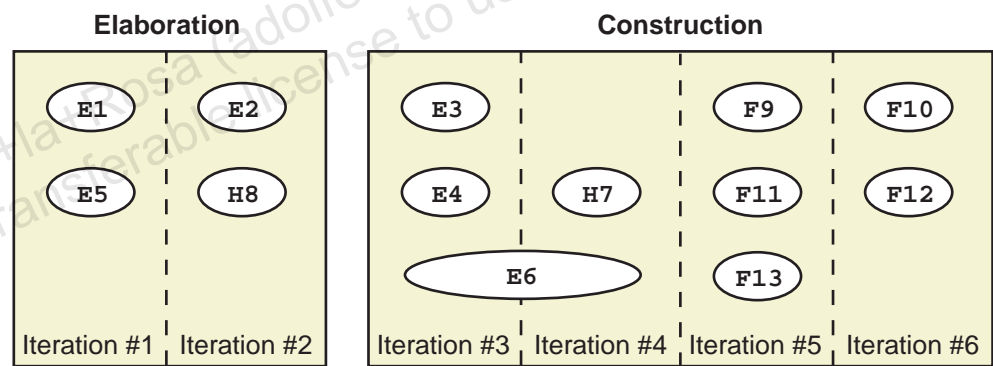 Elaboration Construction
E1 E2 E3 F9 F10
E5 H8 E4 H7 F11 F12
E6 F13
Iteration #1 Iteration #2 Iteration #3 Iteration #4 Iteration #5 Iteration #6